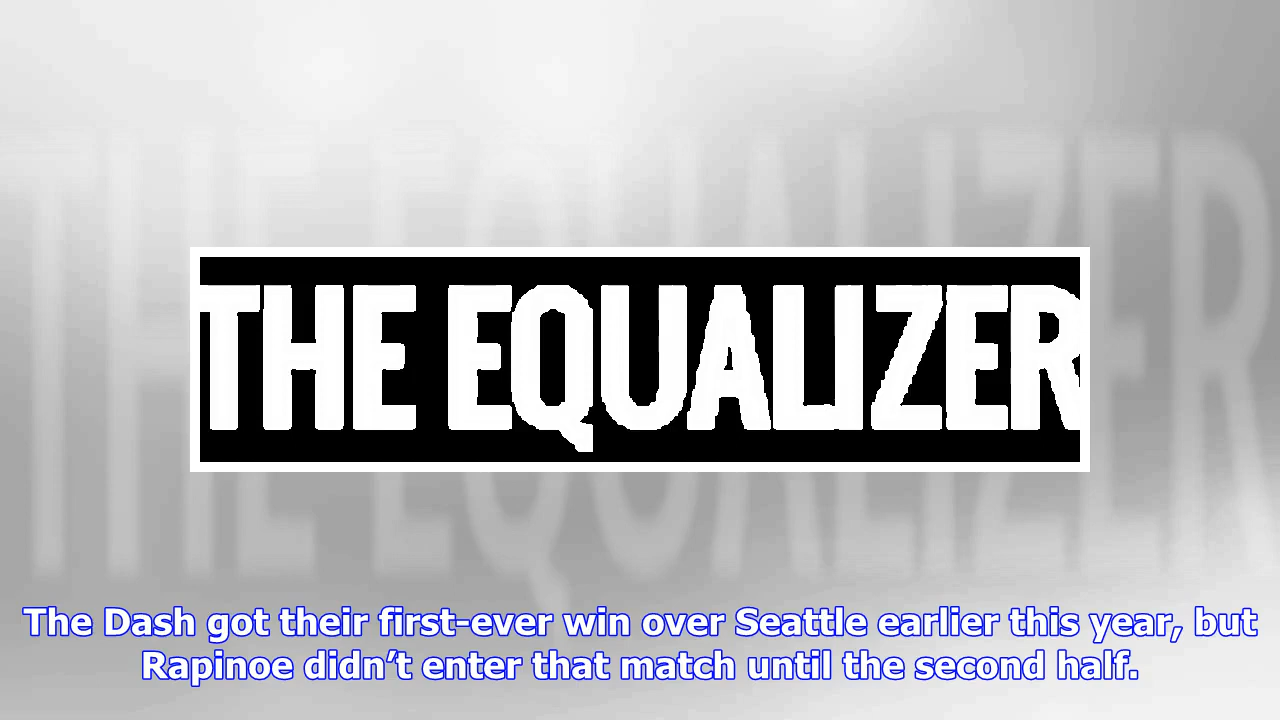 THE EQUALIZER
The Dash got their first-ever win over Seattle earlier this year, but
Rapinoe didn’t enter that match until the second half.